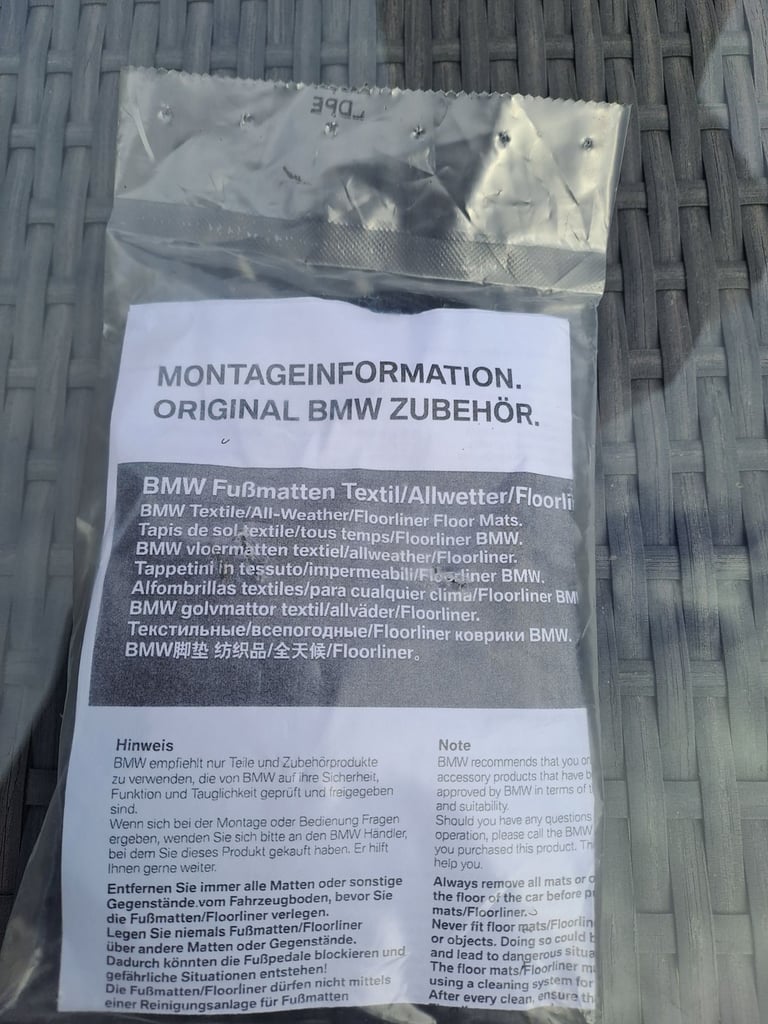 LDPE
MONTAGEINFORMATION.
ORIGINAL BMW ZUBEHÖR.
BMW Fußmatten Textil/Allwetter/Floorli
BMW Textile/All-Weather/Floorliner Floor Mats.
Tapis de sol textile/tous temps/Floorliner BMW.
BMW vloermatten textiel/allweather/Floorliner.
Tappetini in tessuto/impermeabili/Floorliner BMW.
Alfombrillas textiles/para cualquier clima/Floorliner BM
BMW golvmattor textil/allväder/Floorliner.
Текстильные/всепогодные/Floorliner коврики BMW.
BMW脚垫 纺织品/全天候/Floorliner。
Hinweis
BMW empfiehlt nur Teile und Zubehörprodukte
zu verwenden, die von BMW auf ihre Sicherheit,
Funktion und Tauglichkeit geprüft und freigegeben
sind.
Wenn sich bei der Montage oder Bedienung Fragen
ergeben, wenden Sie sich bitte an den BMW Händler,
bei dem Sie dieses Produkt gekauft haben. Er hilft
Ihnen gerne weiter.
Entfernen Sie immer alle Matten oder sonstige
Gegenstände vom Fahrzeugboden, bevor Sie
die Fußmatten/Floorliner verlegen.
Legen Sie niemals Fußmatten/Floorliner
über andere Matten oder Gegenstände.
Dadurch könnten die Fußpedale blockieren und
gefährliche Situationen entstehen!
Die Fußmatten/Floorliner dürfen nicht mittels
einer Reinigungsanlage für Fußmatten
Note
BMW recommends that you on
accessory products that have b
approved by BMW in terms of t
and suitability.
Should you have any questions
operation, please call the BMW
you purchased this product. Th
help you.
Always remove all mats or o
the floor of the car before p
mats/Floorliner.
Never fit floor mats/Floorlin
or objects. Doing so could b
and lead to dangerous situa
The floor mats/Floorliner m
using a cleaning system for
After every clean, ensure th